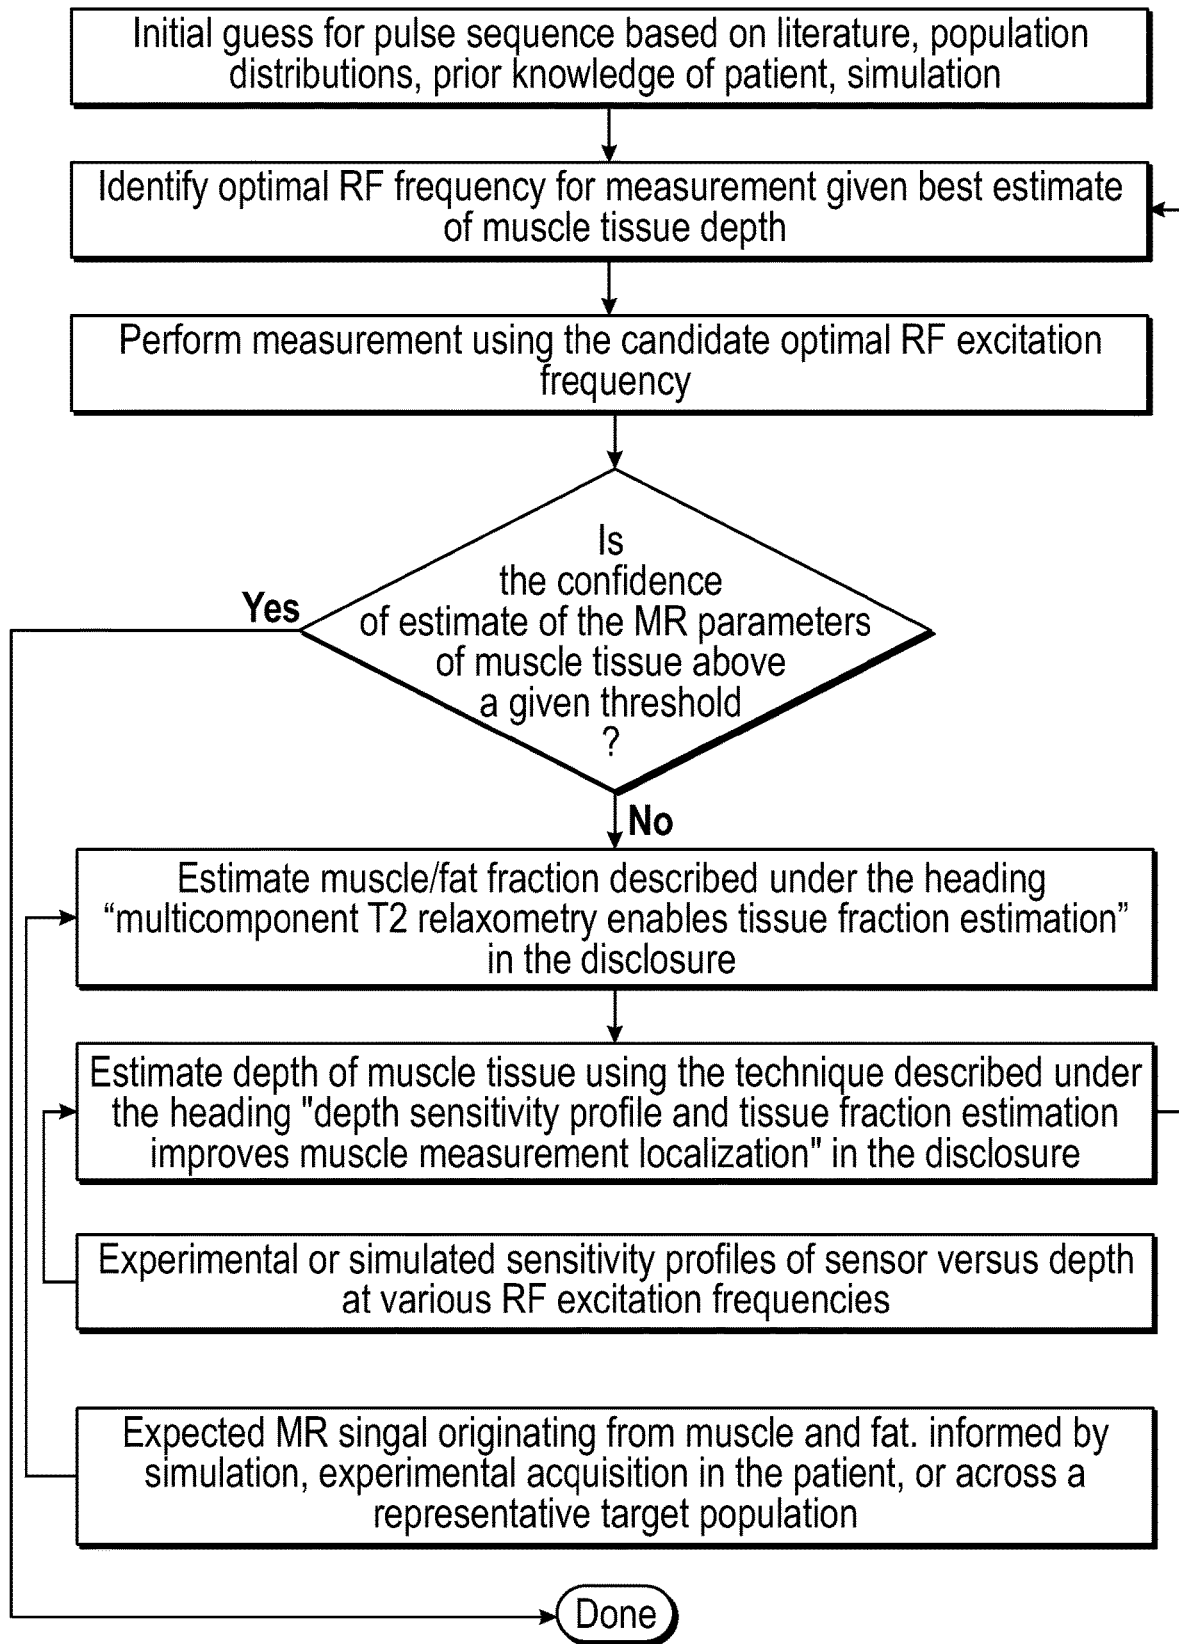 Initial guess for pulse sequence based on literature, population
distributions, prior knowledge of patient, simulation
Identify optimal RF frequency for measurement given best estimate
of muscle tissue depth
Perform measurement using the candidate optimal RF excitation
frequency
Is
the confidence
of estimate of the MR parameters
of muscle tissue above
a given threshold
?
Yes
No
Estimate muscle/fat fraction described under the heading
“multicomponent T2 relaxometry enables tissue fraction estimation”
in the disclosure
Estimate depth of muscle tissue using the technique described under
the heading "depth sensitivity profile and tissue fraction estimation
improves muscle measurement localization" in the disclosure
Experimental or simulated sensitivity profiles of sensor versus depth
at various RF excitation frequencies
Expected MR singal originating from muscle and fat. informed by
simulation, experimental acquisition in the patient, or across a
representative target population
Done